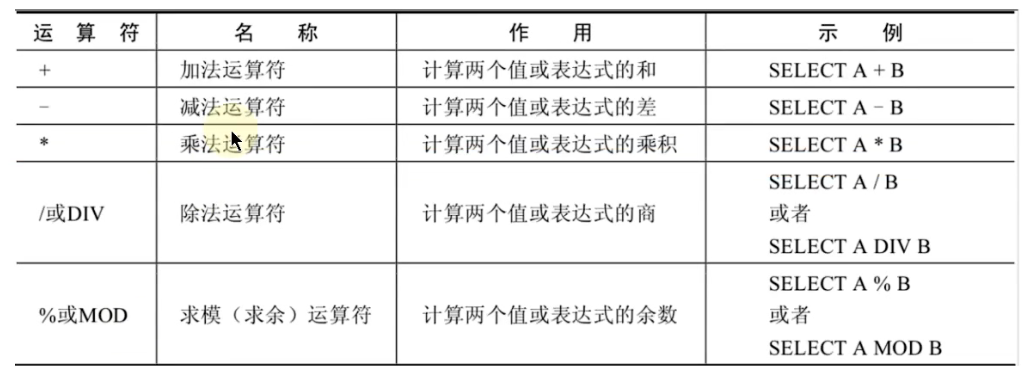 运 算 符 名 称 作 用 示 例
+ 加法运算符 计算两个值或表达式的和 SELECT A + B
- 减法运算符 计算两个值或表达式的差 SELECT A - B
* 乘法运算符 计算两个值或表达式的乘积 SELECT A * B
/或DIV 除法运算符 计算两个值或表达式的商 SELECT A / B
或者
SELECT A DIV B
%或MOD 求模（求余）运算符 计算两个值或表达式的余数 SELECT A % B
或者
SELECT A MOD B